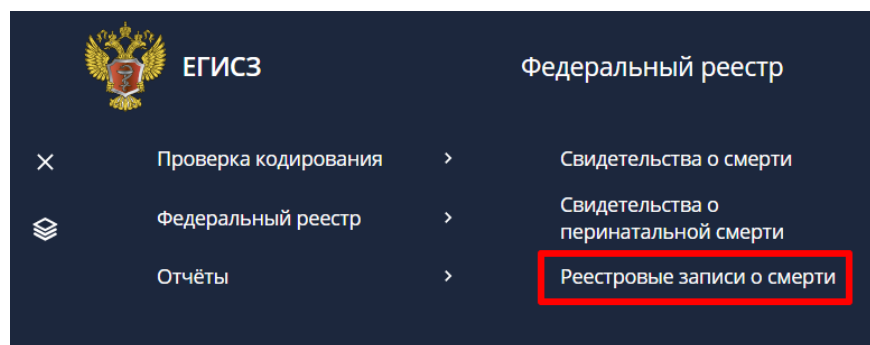 ЕГИСЗ
Федеральный реестр
Проверка кодирования
Свидетельства о смерти
Федеральный реестр
Свидетельства о
перинатальной смерти
Отчёты
Реестровые записи о смерти